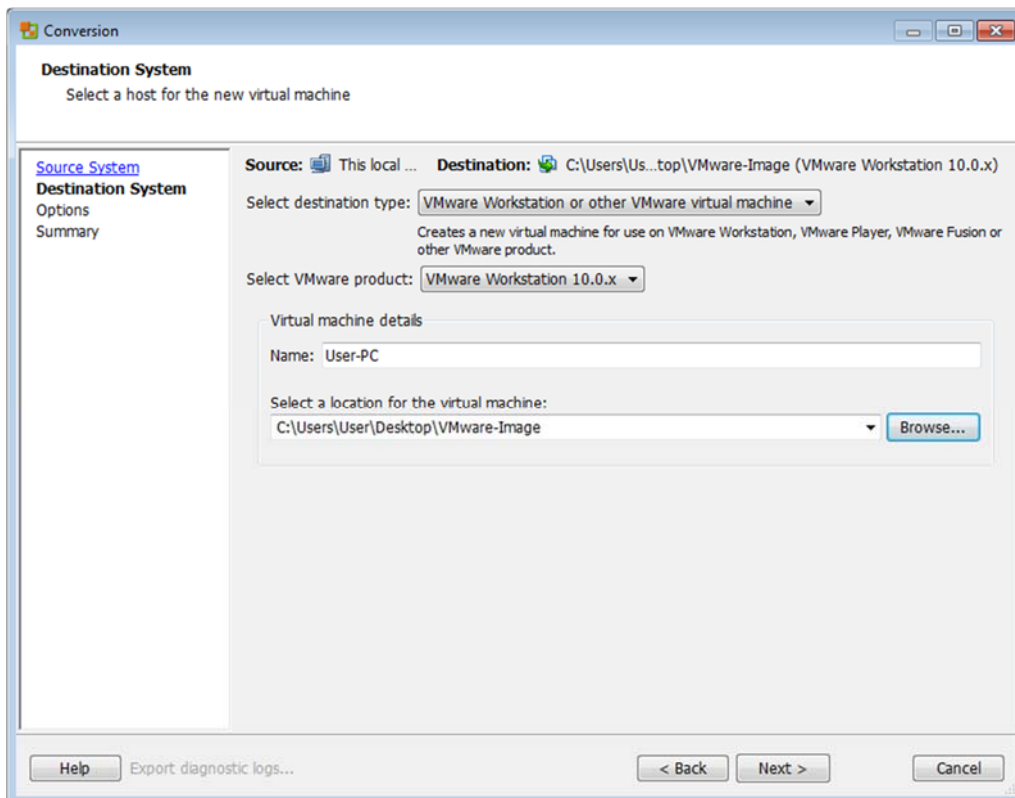 Conversion
Destination System
Select a host for the new virtual machine
Source System
Destination System
Options
Summary
Source: This local ... Destination: C:\Users\Us...top\VMware-Image (VMware Workstation 10.0.x)
Select destination type: VMware Workstation or other VMware virtual machine
Creates a new virtual machine for use on VMware Workstation, VMware Player, VMware Fusion or
other VMware product.
Select VMware product: VMware Workstation 10.0.x
Virtual machine details
Name: User-PC
Select a location for the virtual machine:
C:\Users\User\Desktop\VMware-Image Browse...
Help Export diagnostic logs... < Back Next > Cancel